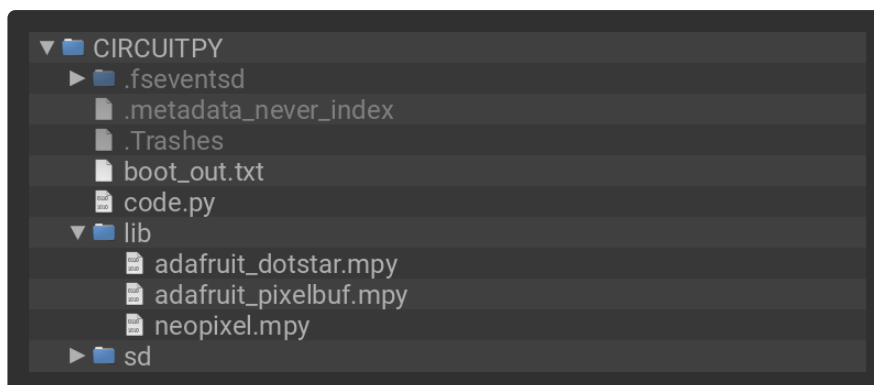 CIRCUITPY
.fseventsd
.metadata_never_index
.Trashes
boot_out.txt
code.py
lib
adafruit_dotstar.mpy
adafruit_pixelbuf.mpy
neopixel.mpy
sd